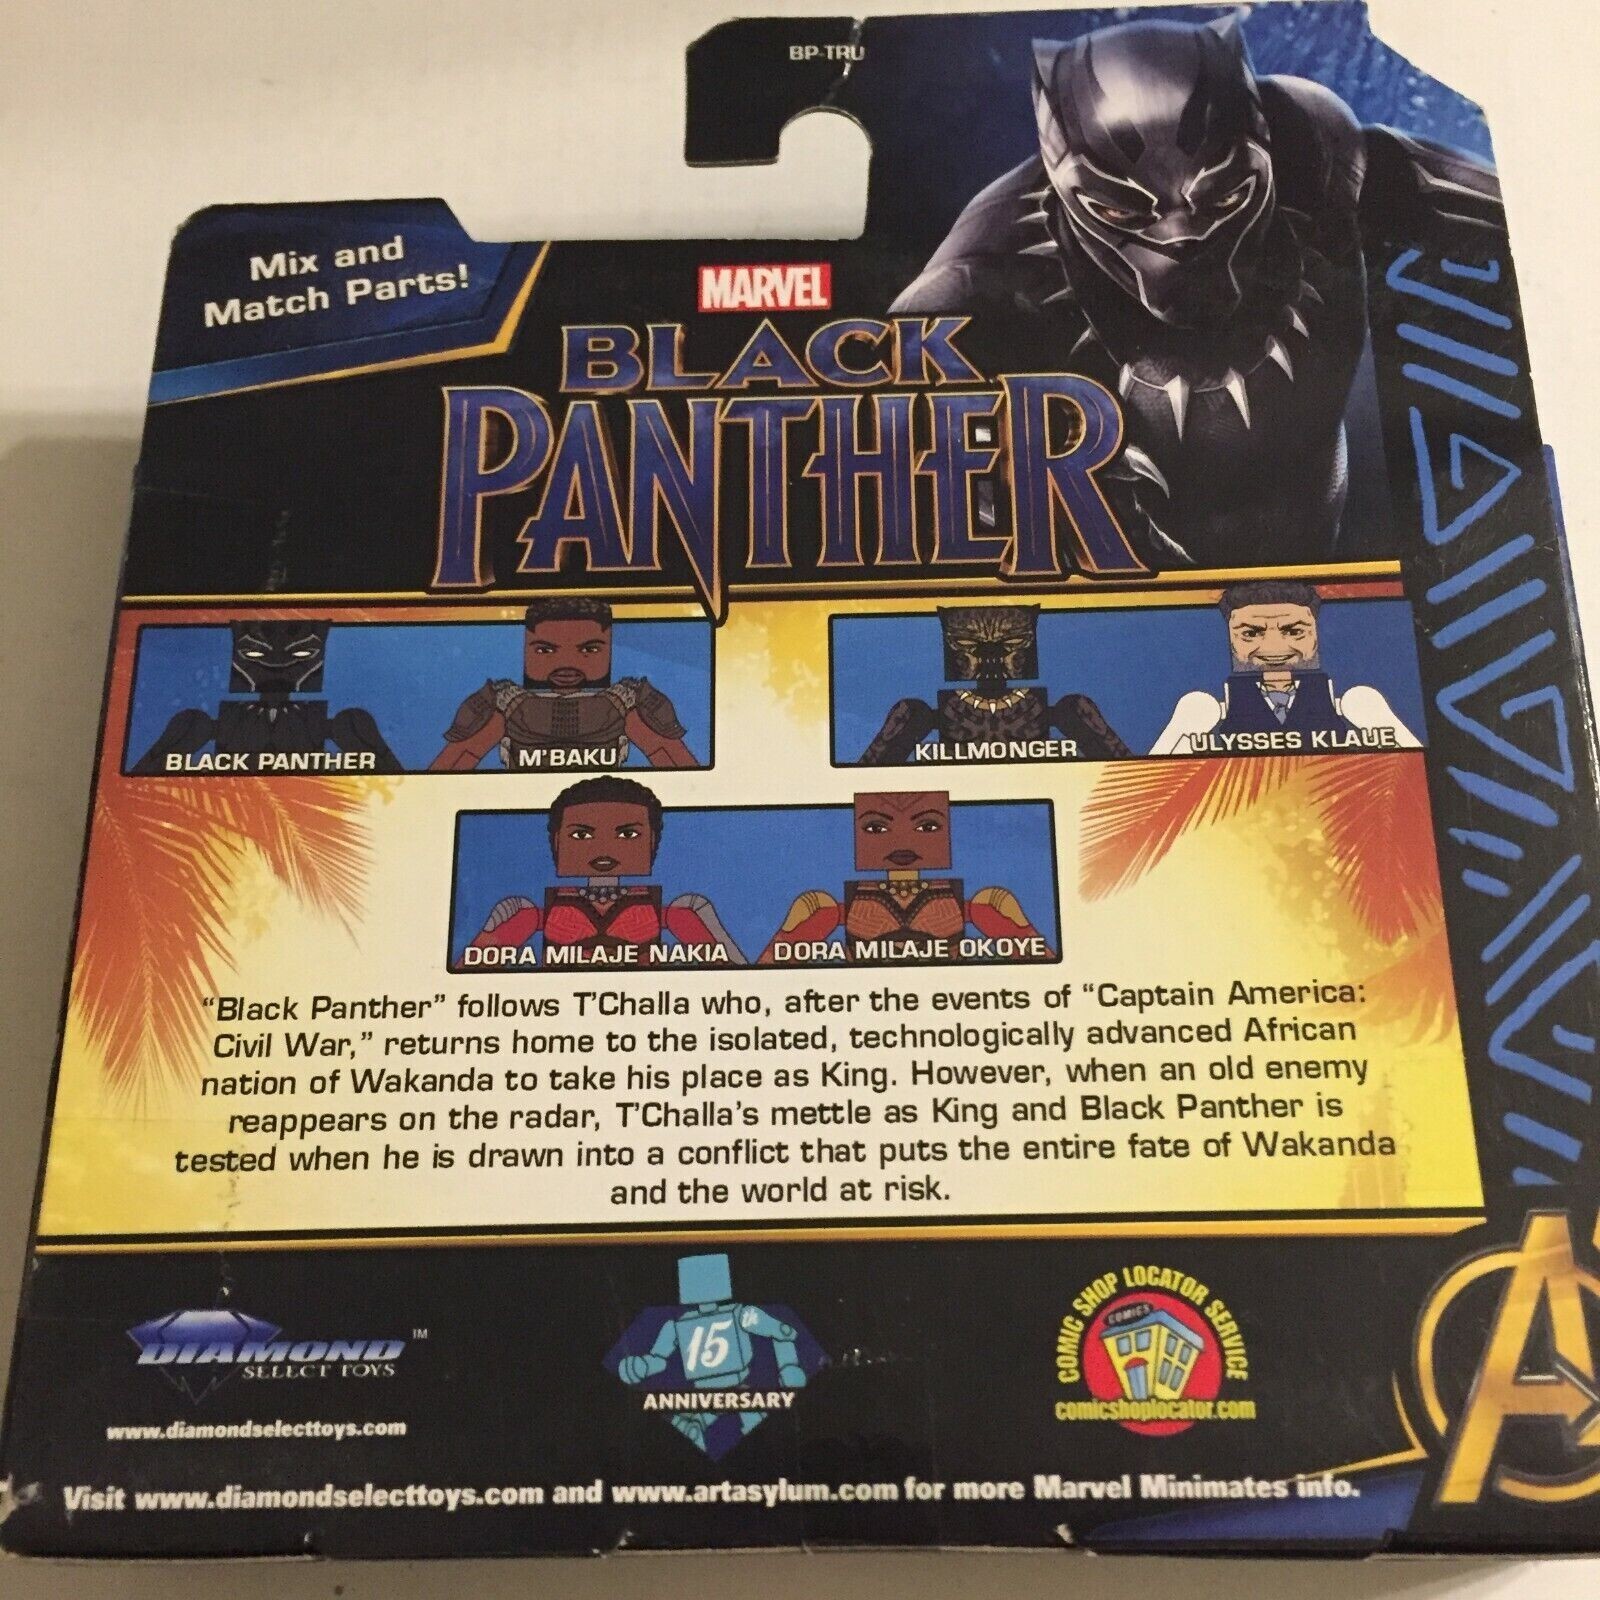 BP-TRU
Mix and
Match Parts!
MARVEL
BLACK
PANTHER
BLACK PANTHER
M'BAKU
KILLMONGER
ULYSSES KLAUE
DORA MILAJE NAKIA
DORA MILAJE OKOYE
"Black Panther" follows T'Challa who, after the events of "Captain America:
Civil War," returns home to the isolated, technologically advanced African
nation of Wakanda to take his place as King. However, when an old enemy
reappears on the radar, T'Challa's mettle as King and Black Panther is
tested when he is drawn into a conflict that puts the entire fate of Wakanda
and the world at risk.
DIAMOND™
SELECT TOYS
www.diamondselecttoys.com
15th
ANNIVERSARY
COMIC SHOP LOCATOR SERVICE
COMICS
comicshoplocator.com
Visit www.diamondselecttoys.com and www.artasylum.com for more Marvel Minimates info.